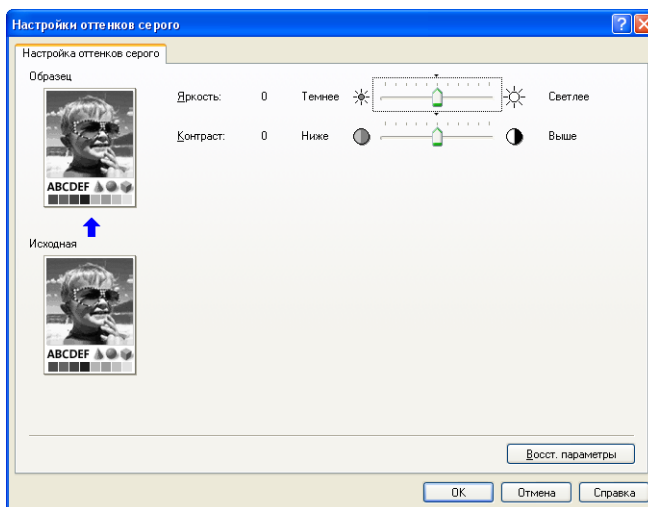 Настройки оттенков серого
Настройка оттенков серого
Образец
Яркость: 0 Темнее Светлее
Контраст: 0 Ниже Выше
ABCDEF
Исходная
ABCDEF
Восст. параметры
OK Отмена Справка